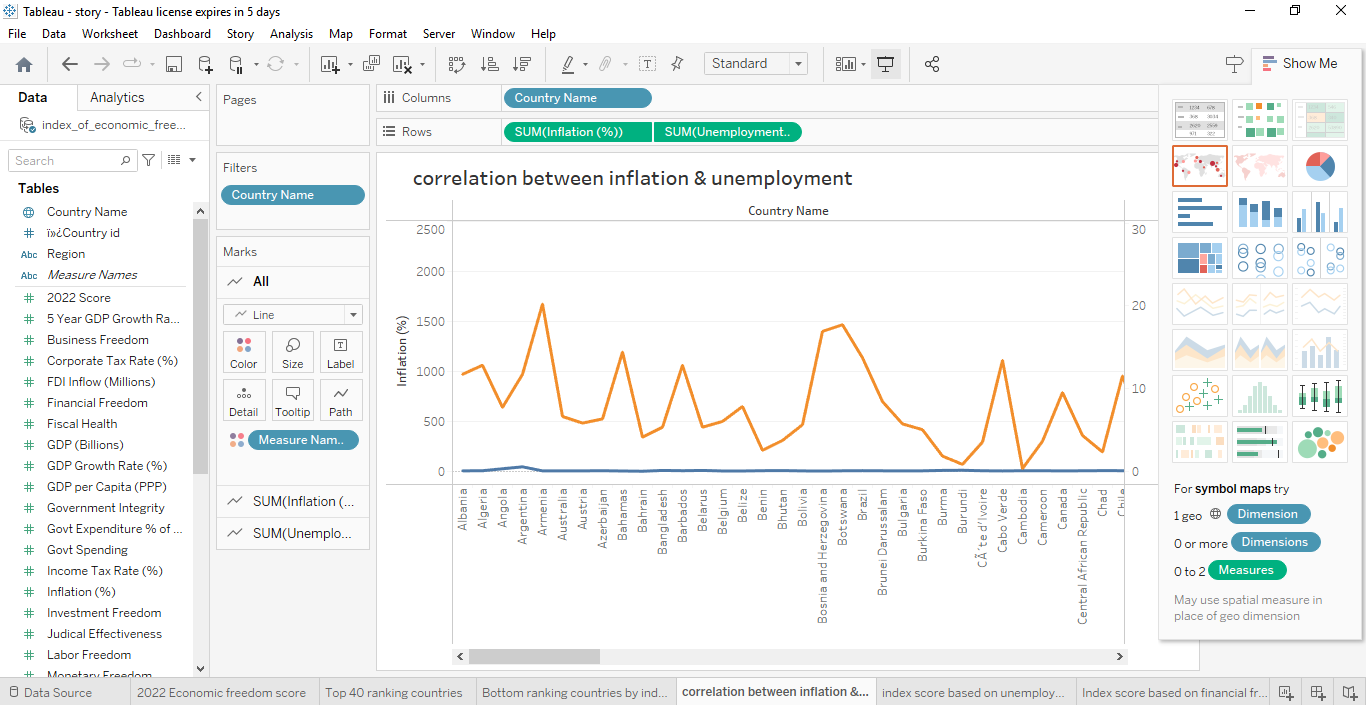 Tableau - story - Tableau license expires in 5 days
File Data Worksheet Dashboard Story Analysis Map Format Server Window Help
Standard
Show Me
Data Analytics
index_of_economic_free...
Search
Tables
Country Name
ï»¿Country id
Abc Region
Abc Measure Names
2022 Score
5 Year GDP Growth Ra...
Business Freedom
Corporate Tax Rate (%)
FDI Inflow (Millions)
Financial Freedom
Fiscal Health
GDP (Billions)
GDP Growth Rate (%)
GDP per Capita (PPP)
Government Integrity
Govt Expenditure % of ...
Govt Spending
Income Tax Rate (%)
Inflation (%)
Investment Freedom
Judical Effectiveness
Labor Freedom
Monetary Freedom
Pages
Filters
Country Name
Marks
All
Line
Color Size Label
Detail Tooltip Path
Measure Nam..
SUM(Inflation (...
SUM(Unemplo...
Columns Country Name
Rows SUM(Inflation (%)) SUM(Unemployment..
correlation between inflation & unemployment
Country Name
2500
2000
1500
1000
500
0
Inflation (%)
30
20
10
0
Albania
Algeria
Angola
Argentina
Armenia
Australia
Austria
Azerbaijan
Bahamas
Bahrain
Bangladesh
Barbados
Belarus
Belgium
Belize
Benin
Bhutan
Bolivia
Bosnia and Herzegovina
Botswana
Brazil
Brunei Darussalam
Bulgaria
Burkina Faso
Burma
Burundi
CÃ´te d'Ivoire
Cabo Verde
Cambodia
Cameroon
Canada
Central African Republic
Chad
Chile
1234 678
For symbol maps try
1 geo Dimension
0 or more Dimensions
0 to 2 Measures
May use spatial measure in
place of geo dimension
Data Source
2022 Economic freedom score
Top 40 ranking countries
Bottom ranking countries by ind...
correlation between inflation &...
index score based on unemploy...
Index score based on financial fr...